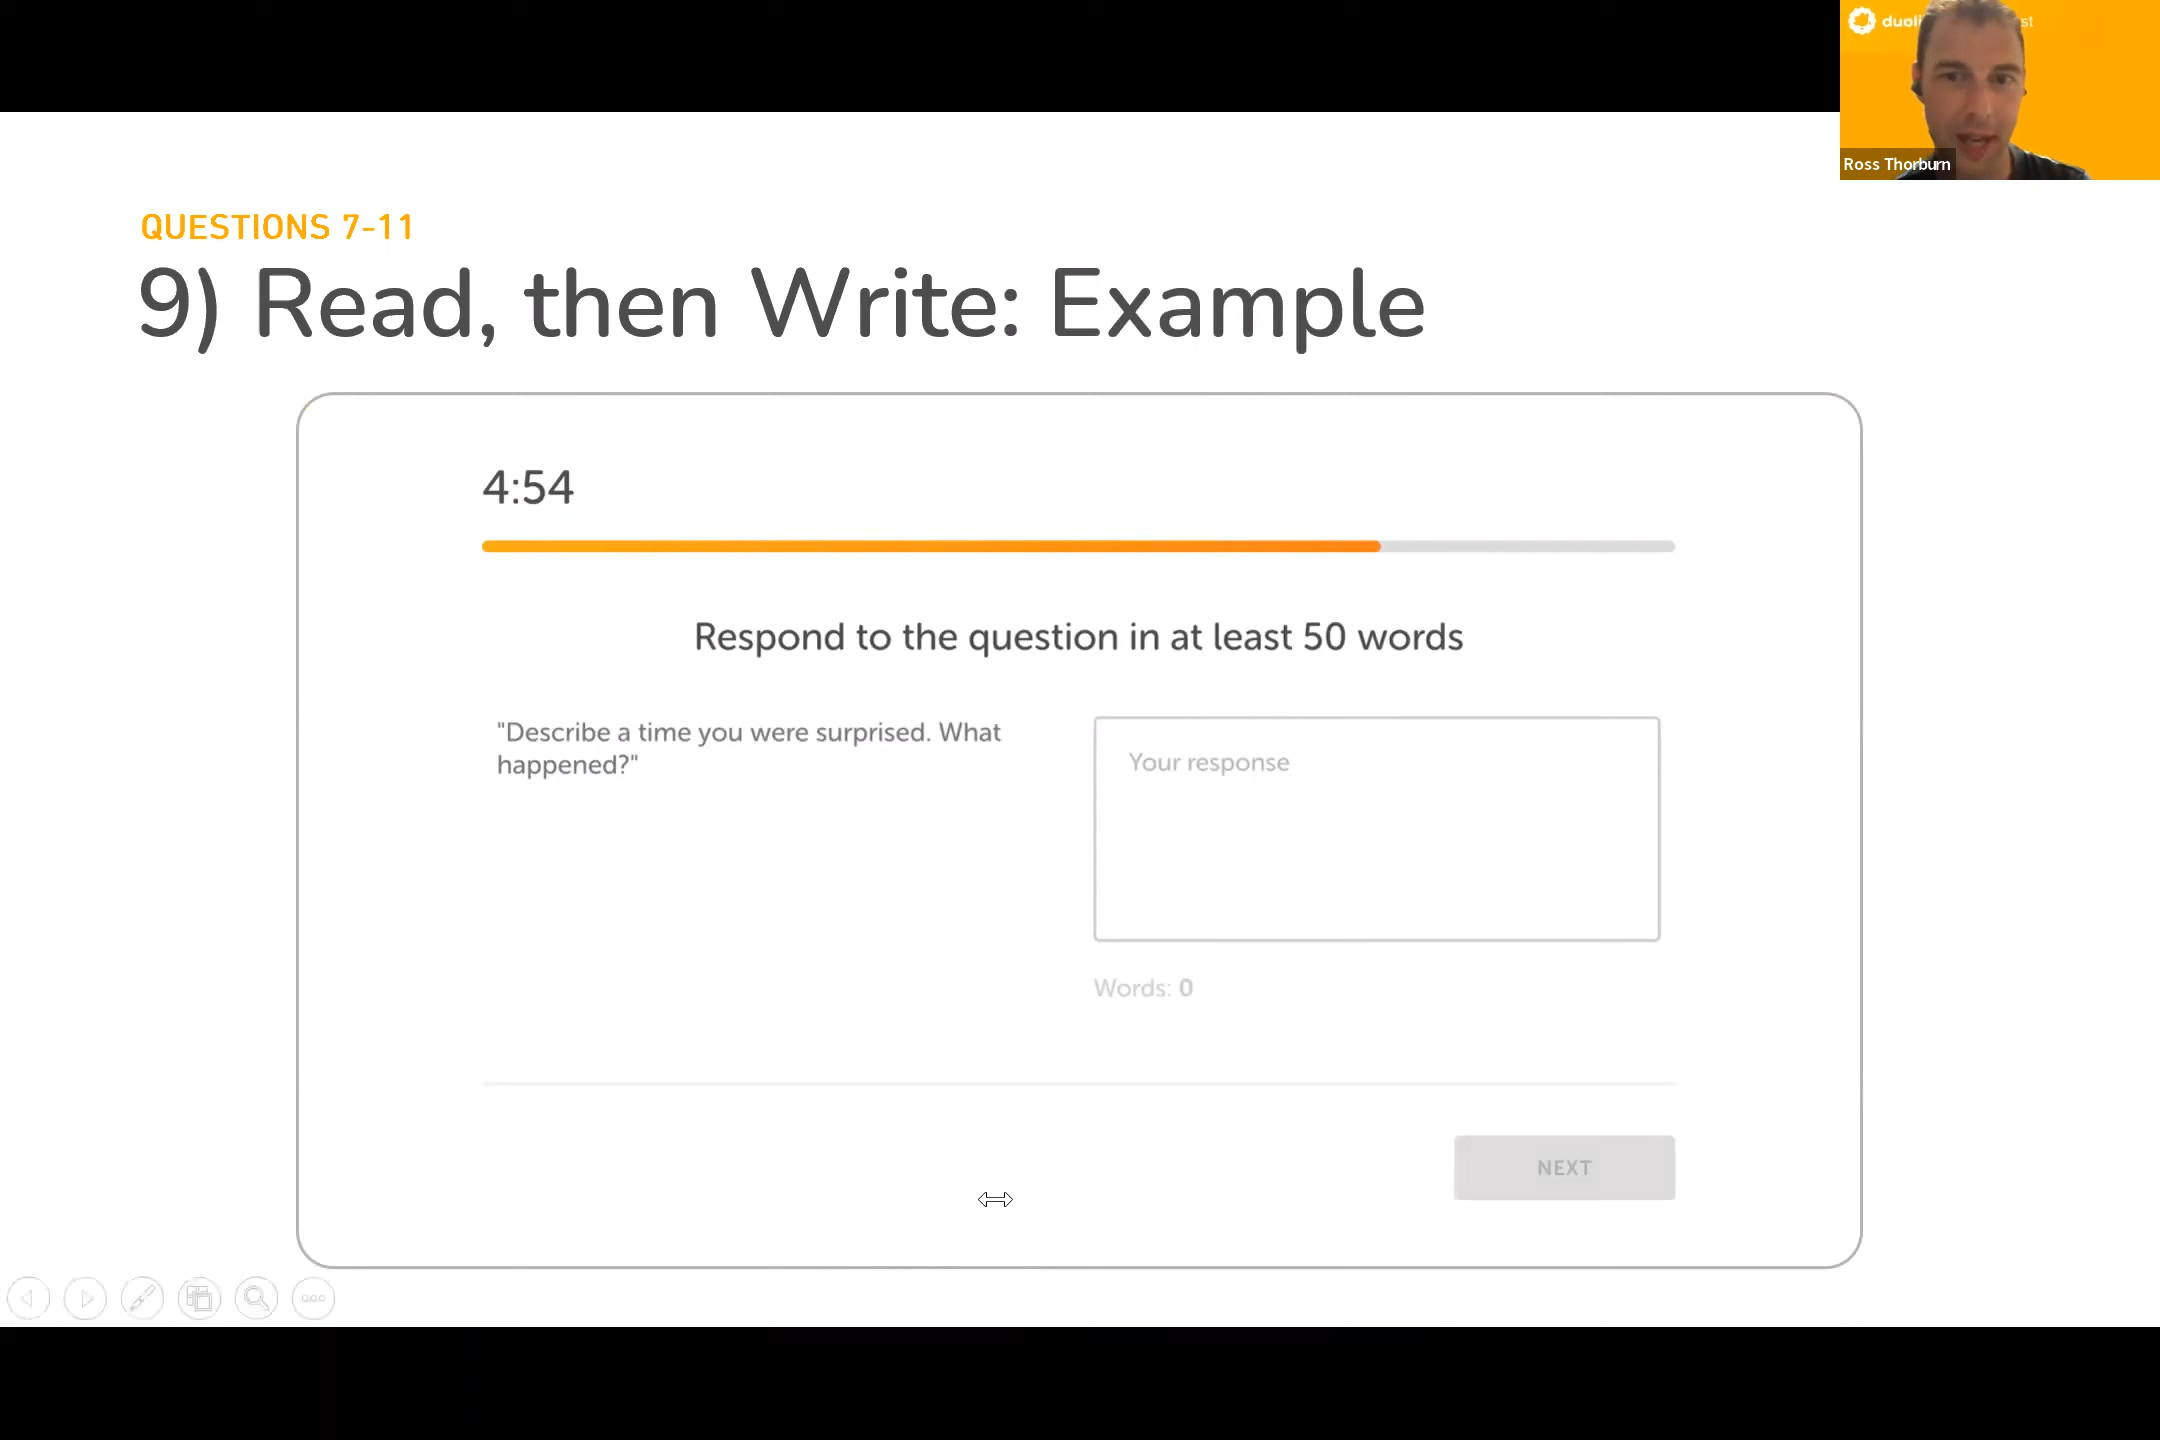 Ross Thorburn
QUESTIONS 7-11
9) Read, then Write: Example
4:54
Respond to the question in at least 50 words
"Describe a time you were surprised. What
happened?"
Your response
Words: 0
NEXT